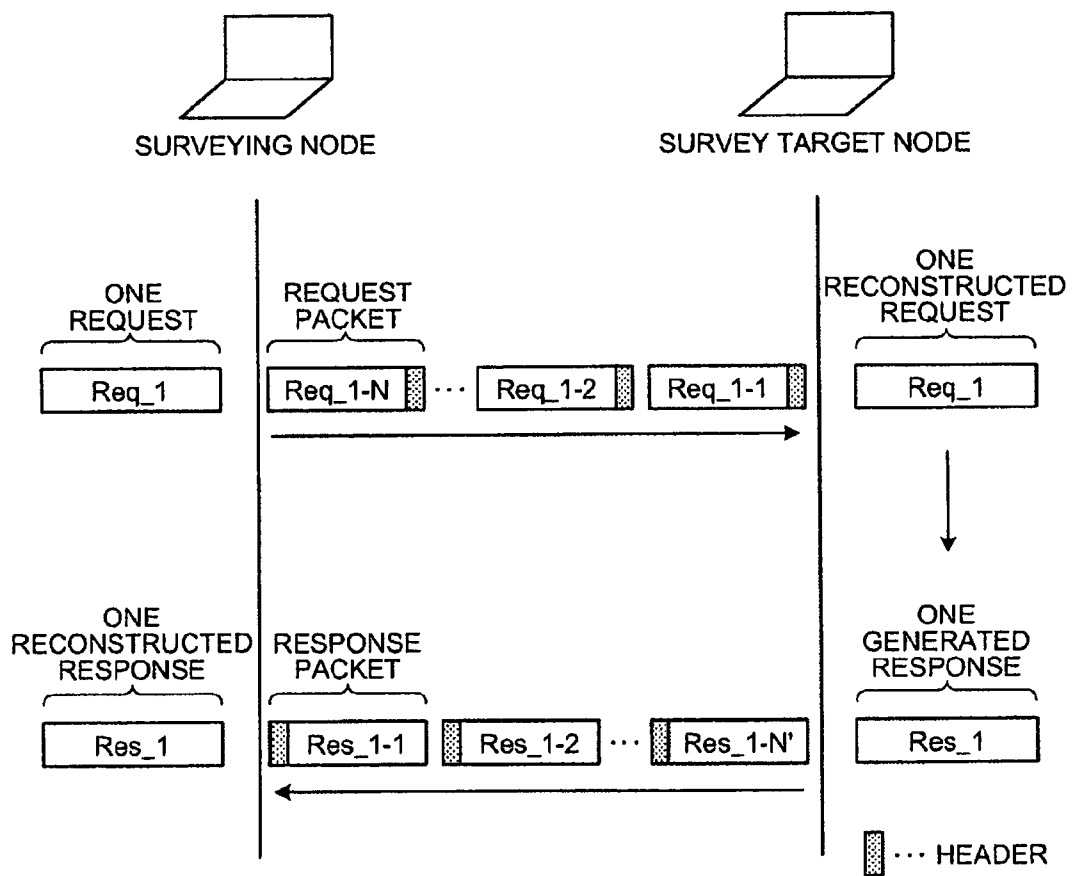 SURVEYING NODE
SURVEY TARGET NODE
ONE
REQUEST
REQUEST
PACKET
ONE
RECONSTRUCTED
REQUEST
Req_1
Req_1-N
...
Req_1-2
Req_1-1
Req_1
ONE
RECONSTRUCTED
RESPONSE
RESPONSE
PACKET
ONE
GENERATED
RESPONSE
Res_1
Res_1-1
Res_1-2
...
Res_1-N'
Res_1
... HEADER